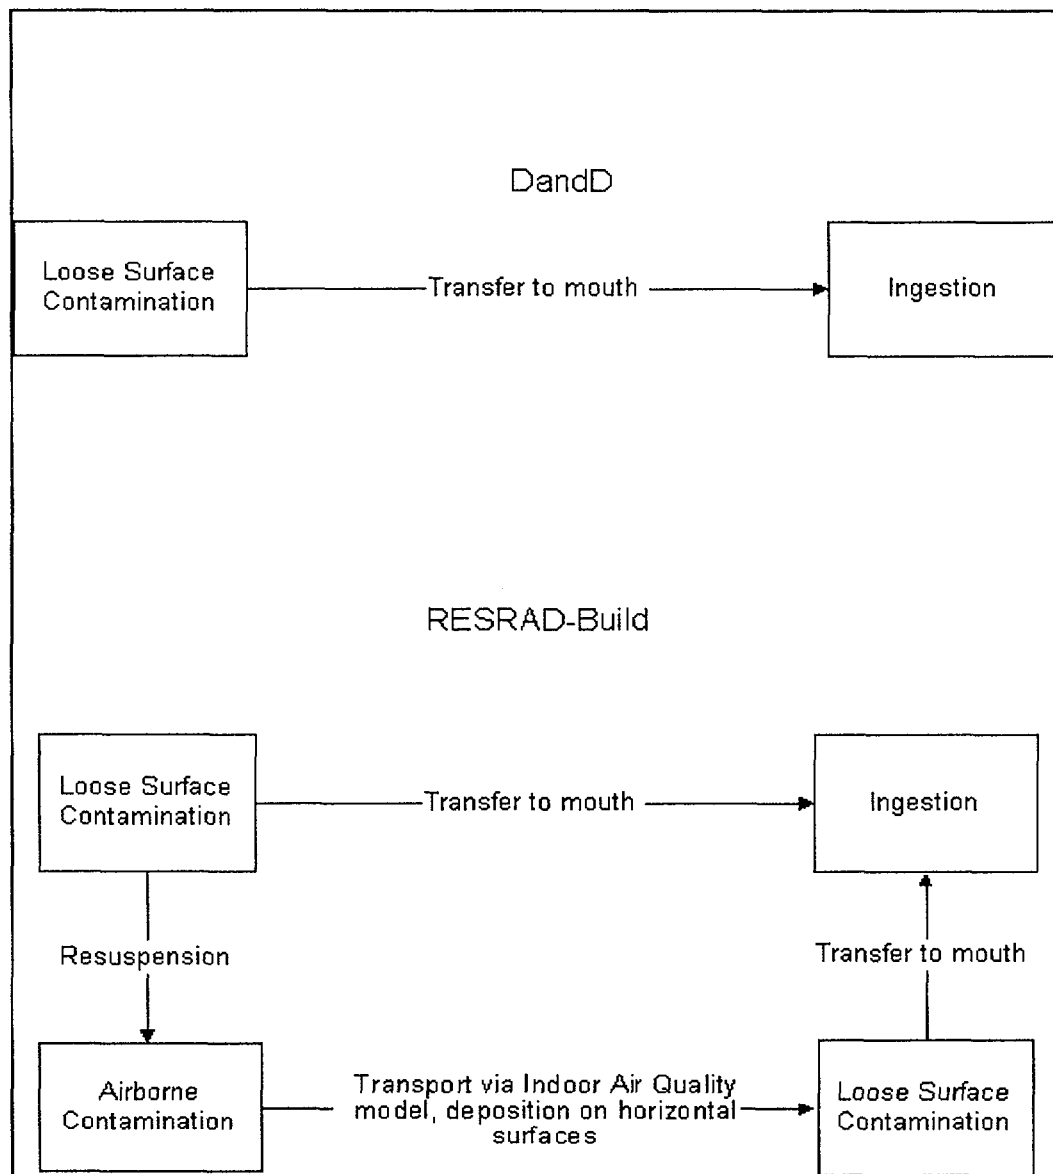 DandD
Loose Surface
Contamination
Transfer to mouth
Ingestion
RESRAD-Build
Loose Surface
Contamination
Transfer to mouth
Ingestion
Resuspension
Transfer to mouth
Airborne
Contamination
Transport via Indoor Air Quality
model, deposition on horizontal
surfaces
Loose Surface
Contamination